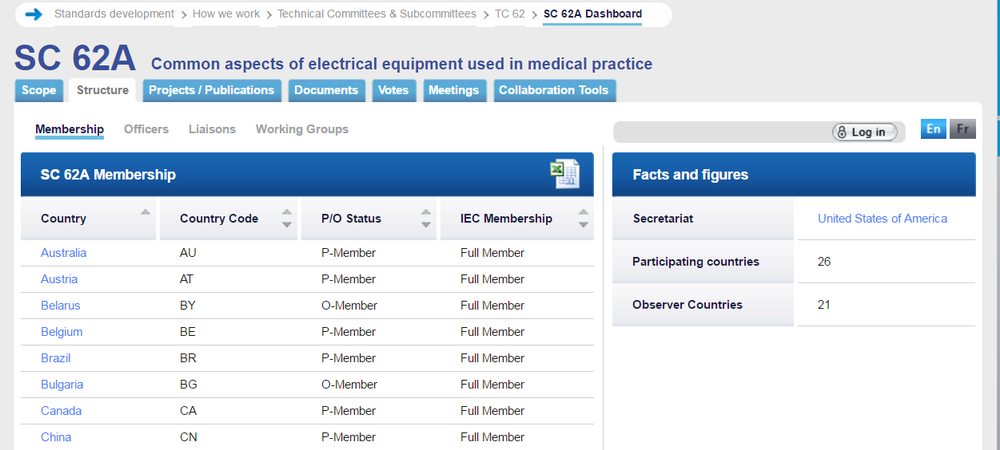 Standards development > How we work > Technical Committees & Subcommittees > TC 62 > SC 62A Dashboard
SC 62A Common aspects of electrical equipment used in medical practice
Scope Structure Projects / Publications Documents Votes Meetings Collaboration Tools
Membership Officers Liaisons Working Groups
Log in En Fr
SC 62A Membership
Country Country Code P/O Status IEC Membership
Australia AU P-Member Full Member
Austria AT P-Member Full Member
Belarus BY O-Member Full Member
Belgium BE P-Member Full Member
Brazil BR P-Member Full Member
Bulgaria BG O-Member Full Member
Canada CA P-Member Full Member
China CN P-Member Full Member
Facts and figures
Secretariat United States of America
Participating countries 26
Observer Countries 21